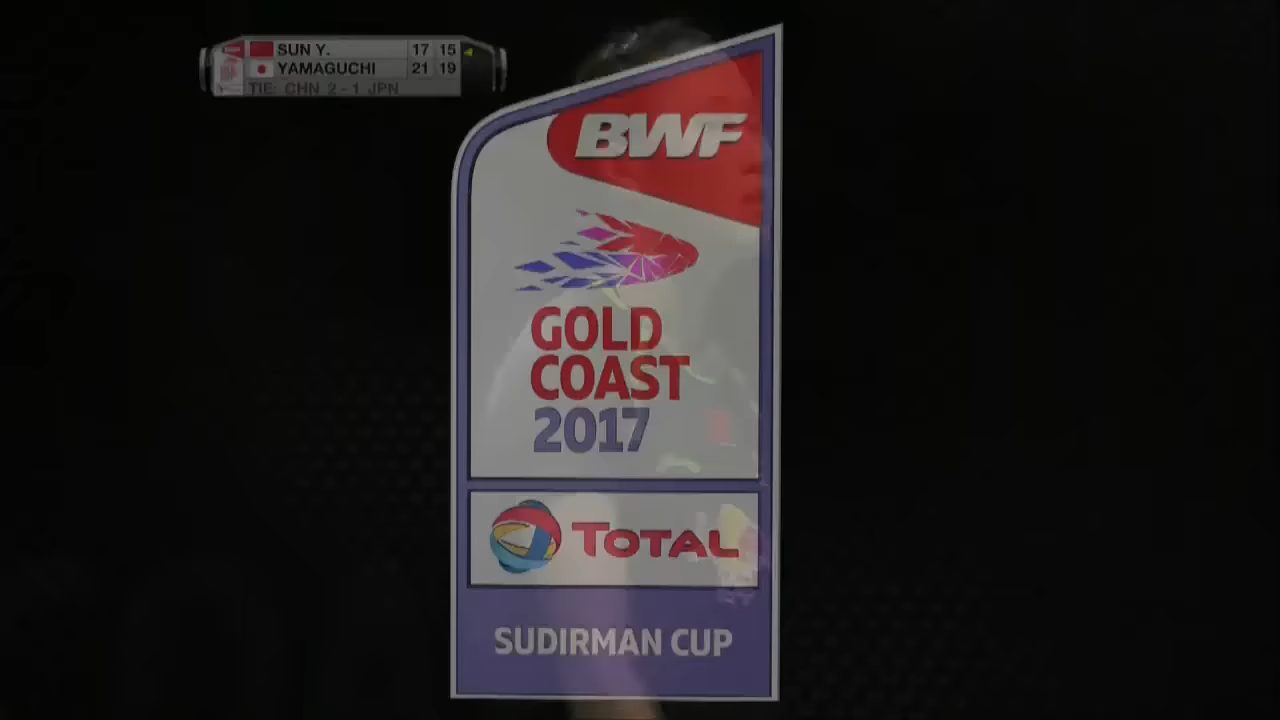 SUN Y. 17 15
YAMAGUCHI 21 19
TIE: CHN 2 - 1 JPN
BWF
GOLD
COAST
2017
TOTAL
SUDIRMAN CUP